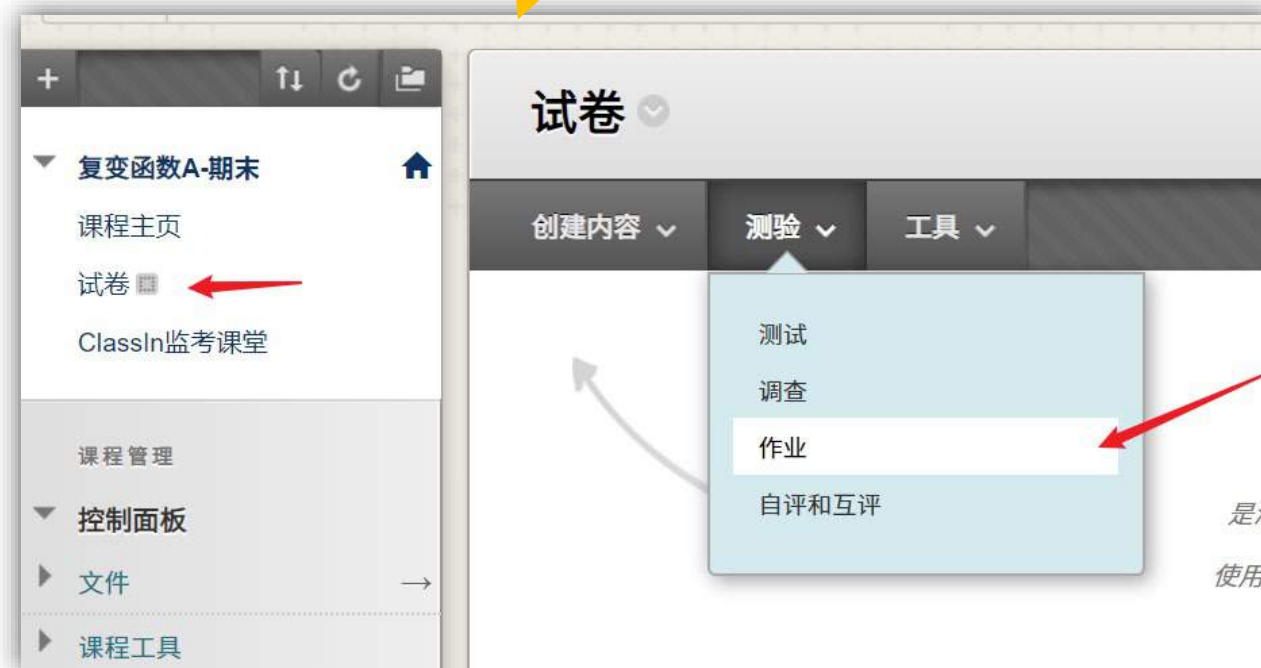 复变函数A-期末
课程主页
试卷
ClassIn监考课堂
课程管理
控制面板
文件
课程工具
试卷
创建内容
测验
工具
测试
调查
作业
自评和互评
是
使用